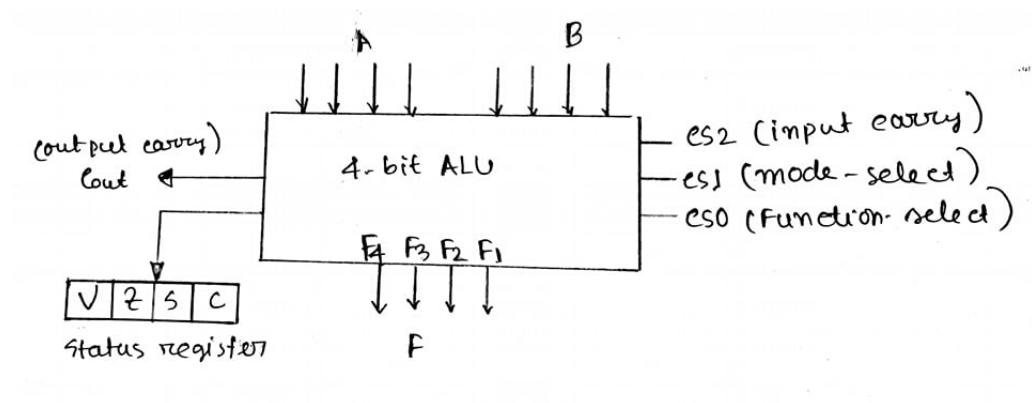 A B
(output carry)
Cout
4-bit ALU
cs2 (input carry)
cs1 (mode-select)
cs0 (Function-select)
F4 F3 F2 F1
V Z S C
Status register
F